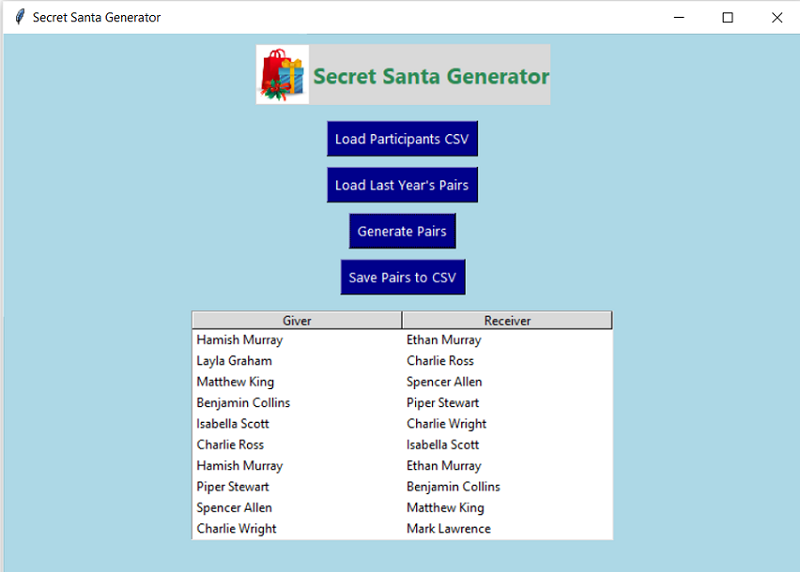 Secret Santa Generator
Secret Santa Generator
Load Participants CSV
Load Last Year's Pairs
Generate Pairs
Save Pairs to CSV
Giver Receiver
Hamish Murray Ethan Murray
Layla Graham Charlie Ross
Matthew King Spencer Allen
Benjamin Collins Piper Stewart
Isabella Scott Charlie Wright
Charlie Ross Isabella Scott
Hamish Murray Ethan Murray
Piper Stewart Benjamin Collins
Spencer Allen Matthew King
Charlie Wright Mark Lawrence